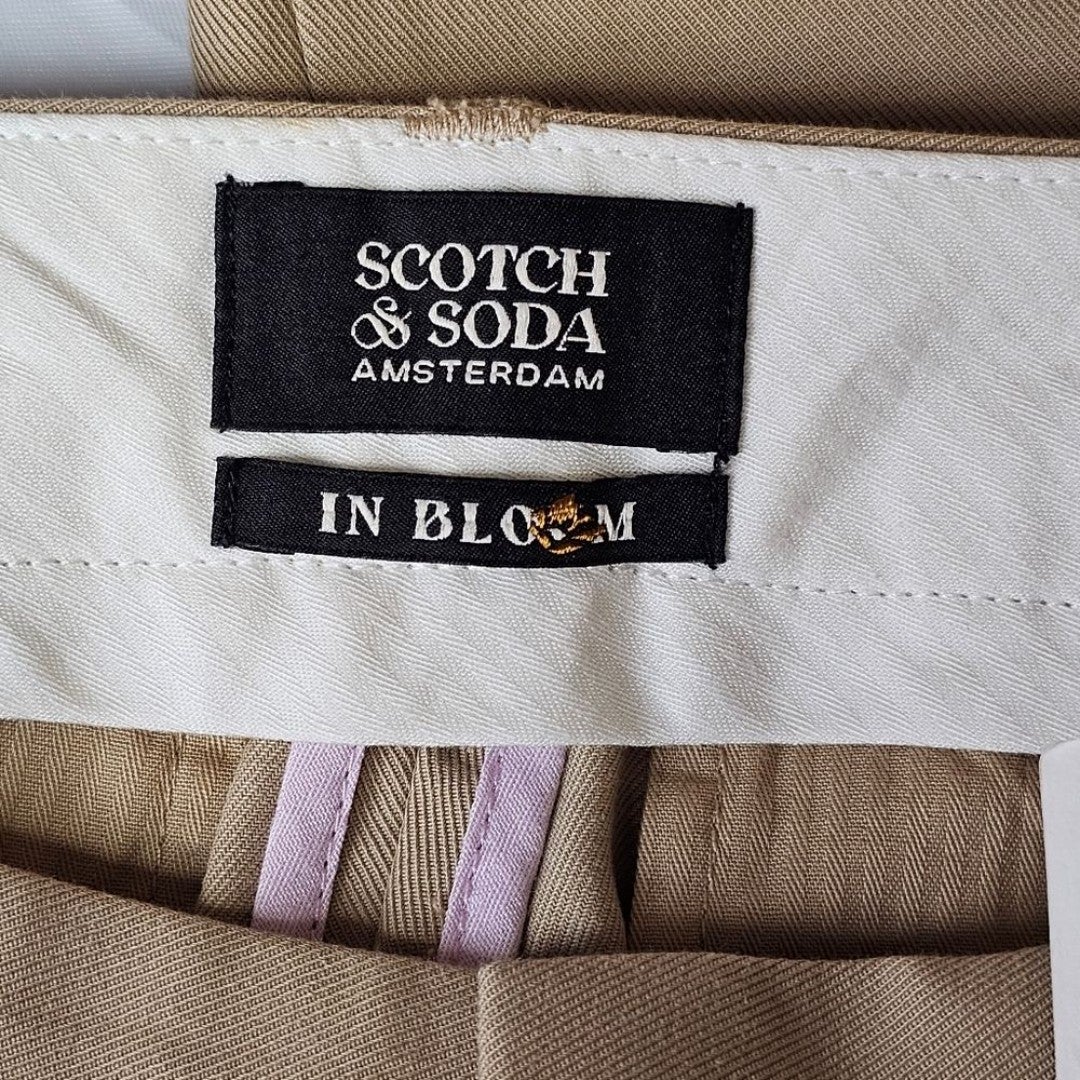 SCOTCH
& SODA
AMSTERDAM
IN BLOOM